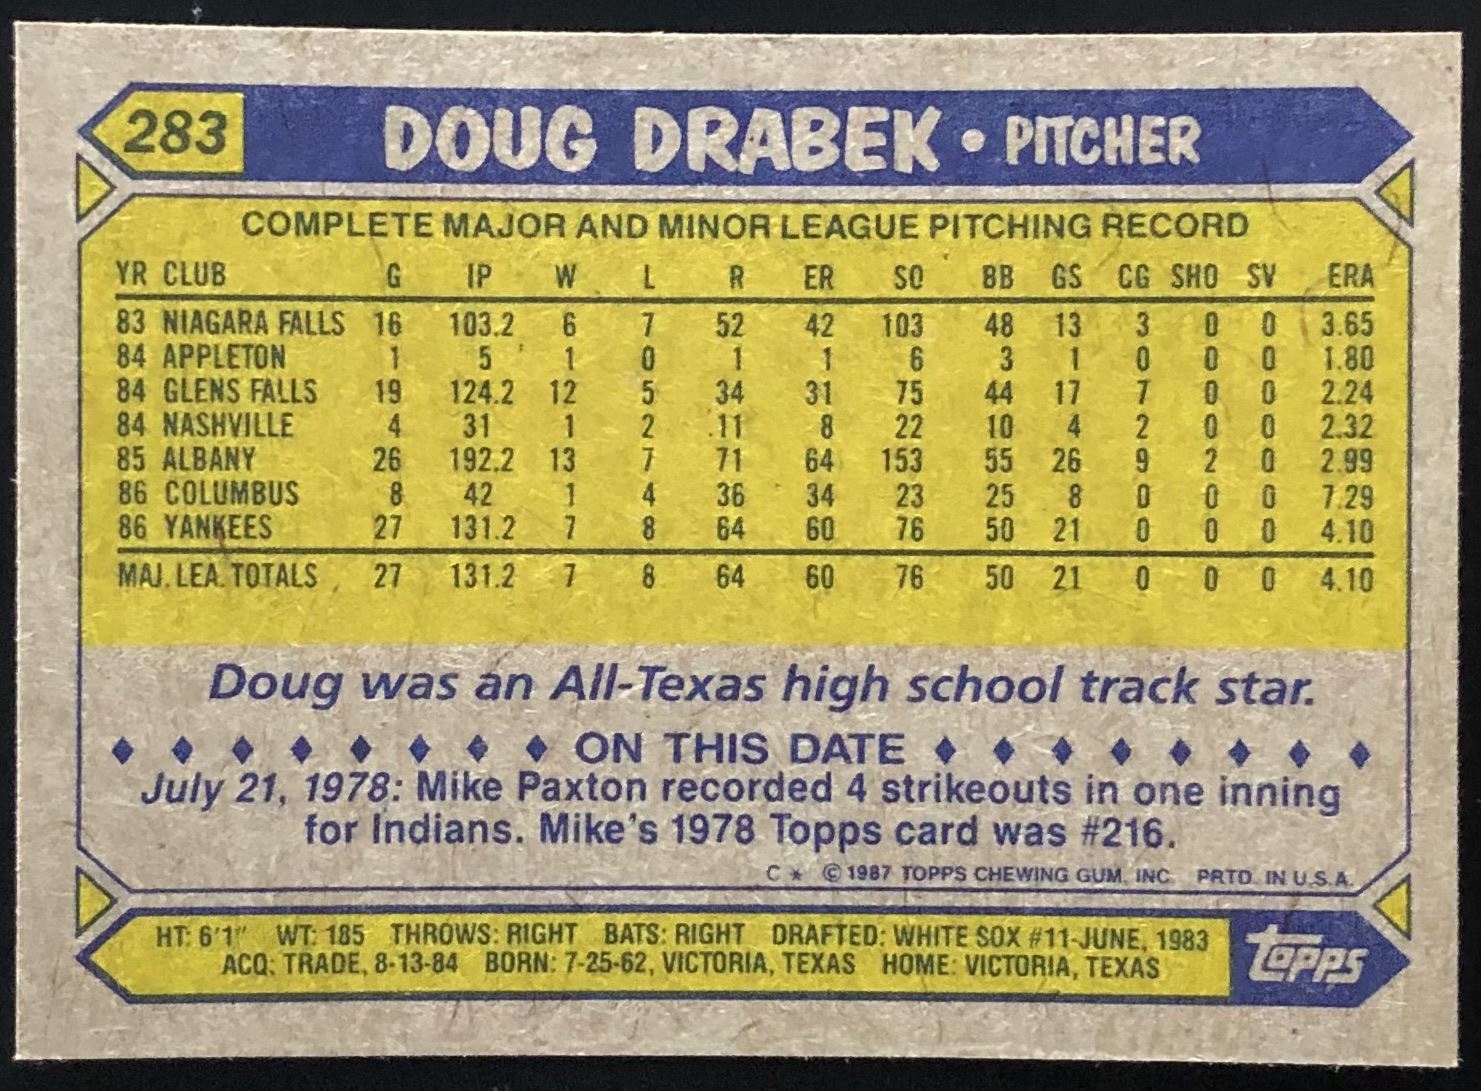 283 DOUG DRABEK • PITCHER
COMPLETE MAJOR AND MINOR LEAGUE PITCHING RECORD
YR CLUB G IP W L R ER SO BB GS CG SHO SV ERA
83 NIAGARA FALLS 16 103.2 6 7 52 42 103 48 13 3 0 0 3.65
84 APPLETON 1 5 1 0 1 1 6 3 1 0 0 0 1.80
84 GLENS FALLS 19 124.2 12 5 34 31 75 44 17 7 0 0 2.24
84 NASHVILLE 4 31 1 2 11 8 22 10 4 2 0 0 2.32
85 ALBANY 26 192.2 13 7 71 64 153 55 26 9 2 0 2.99
86 COLUMBUS 8 42 1 4 36 34 23 25 8 0 0 0 7.29
86 YANKEES 27 131.2 7 8 64 60 76 50 21 0 0 0 4.10
MAJ. LEA. TOTALS 27 131.2 7 8 64 60 76 50 21 0 0 0 4.10
Doug was an All-Texas high school track star.
♦ ♦ ♦ ♦ ♦ ♦ ♦ ♦ ON THIS DATE ♦ ♦ ♦ ♦ ♦ ♦ ♦ ♦
July 21, 1978: Mike Paxton recorded 4 strikeouts in one inning
for Indians. Mike's 1978 Topps card was #216.
C * © 1987 TOPPS CHEWING GUM, INC. PRTD. IN U.S.A.
HT: 6'1" WT: 185 THROWS: RIGHT BATS: RIGHT DRAFTED: WHITE SOX #11-JUNE, 1983
ACQ: TRADE, 8-13-84 BORN: 7-25-62, VICTORIA, TEXAS HOME: VICTORIA, TEXAS
topps